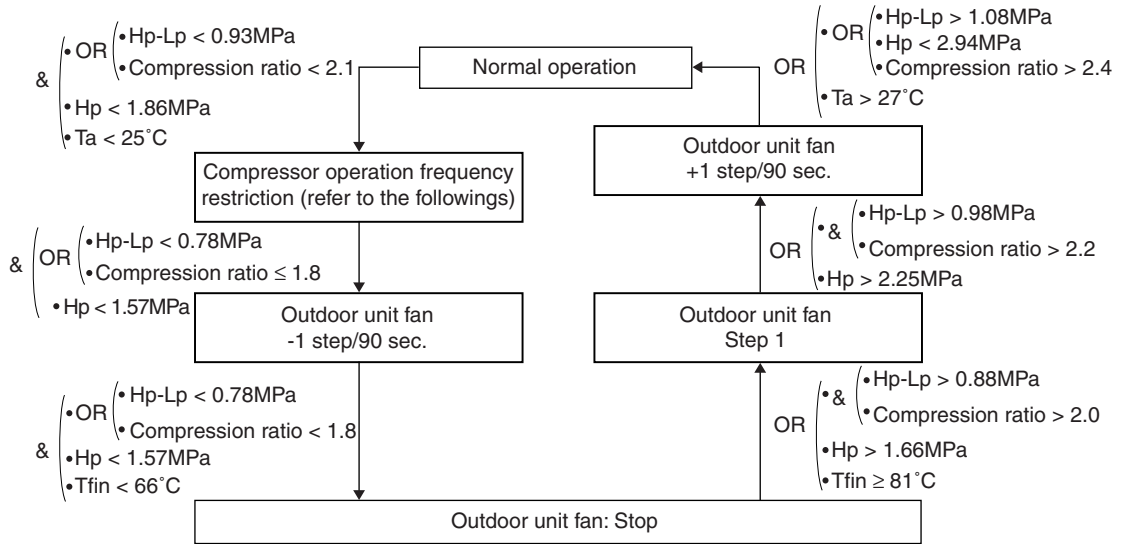 • OR
• Hp-Lp < 0.93MPa
• Compression ratio < 2.1
&
• Hp < 1.86MPa
• Ta < 25˚C
Normal operation
OR
• OR
• Hp-Lp > 1.08MPa
• Hp < 2.94MPa
• Compression ratio > 2.4
• Ta > 27˚C
Compressor operation frequency
restriction (refer to the followings)
Outdoor unit fan
+1 step/90 sec.
&
OR
• Hp-Lp < 0.78MPa
• Compression ratio ≤ 1.8
• Hp < 1.57MPa
OR
• &
• Hp-Lp > 0.98MPa
• Compression ratio > 2.2
• Hp > 2.25MPa
Outdoor unit fan
-1 step/90 sec.
Outdoor unit fan
Step 1
&
• OR
• Hp-Lp < 0.78MPa
• Compression ratio < 1.8
• Hp < 1.57MPa
• Tfin < 66˚C
OR
• &
• Hp-Lp > 0.88MPa
• Compression ratio > 2.0
• Hp > 1.66MPa
• Tfin ≥ 81˚C
Outdoor unit fan: Stop